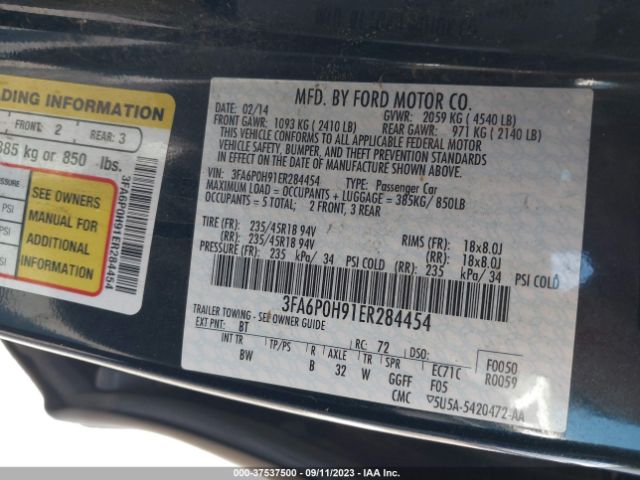 DING INFORMATION
FRONT: 2
REAR: 3
385 kg or 850 lbs.
PSI
PSI
SEE OWNERS
MANUAL FOR
ADDITIONAL
INFORMATION
3FA6P0H91ER284454
MFD. BY FORD MOTOR CO.
DATE: 02/14 GVWR: 2059 KG ( 4540 LB)
FRONT GAWR: 1093 KG ( 2410 LB) REAR GAWR: 971 KG ( 2140 LB)
THIS VEHICLE CONFORMS TO ALL APPLICABLE FEDERAL MOTOR
VEHICLE SAFETY, BUMPER, AND THEFT PREVENTION STANDARDS
IN EFFECT ON THE DATE OF MANUFACTURE SHOWN ABOVE.
VIN: 3FA6P0H91ER284454 TYPE: Passenger Car
MAXIMUM LOAD = OCCUPANTS + LUGGAGE = 385KG/ 850LB
OCCUPANTS = 5 TOTAL; 2 FRONT, 3 REAR
TIRE (FR): 235/45R18 94V RIMS (FR): 18x8.0J
(RR): 235/45R18 94V (RR): 18x8.0J
PRESSURE (FR): 235 kPa/ 34 PSI COLD (RR): 235 kPa/ 34 PSI COLD
3FA6P0H91ER284454
TRAILER TOWING - SEE OWNER GUIDE
EXT PNT: BT RC: 72 DSO: F0050
INT TR TP/PS R AXLE TR SPR EC71C R0059
BW B 32 W GGFF F05
CMC 5U5A-5420472-AA
000-37537500 - 09/11/2023 - IAA Inc.